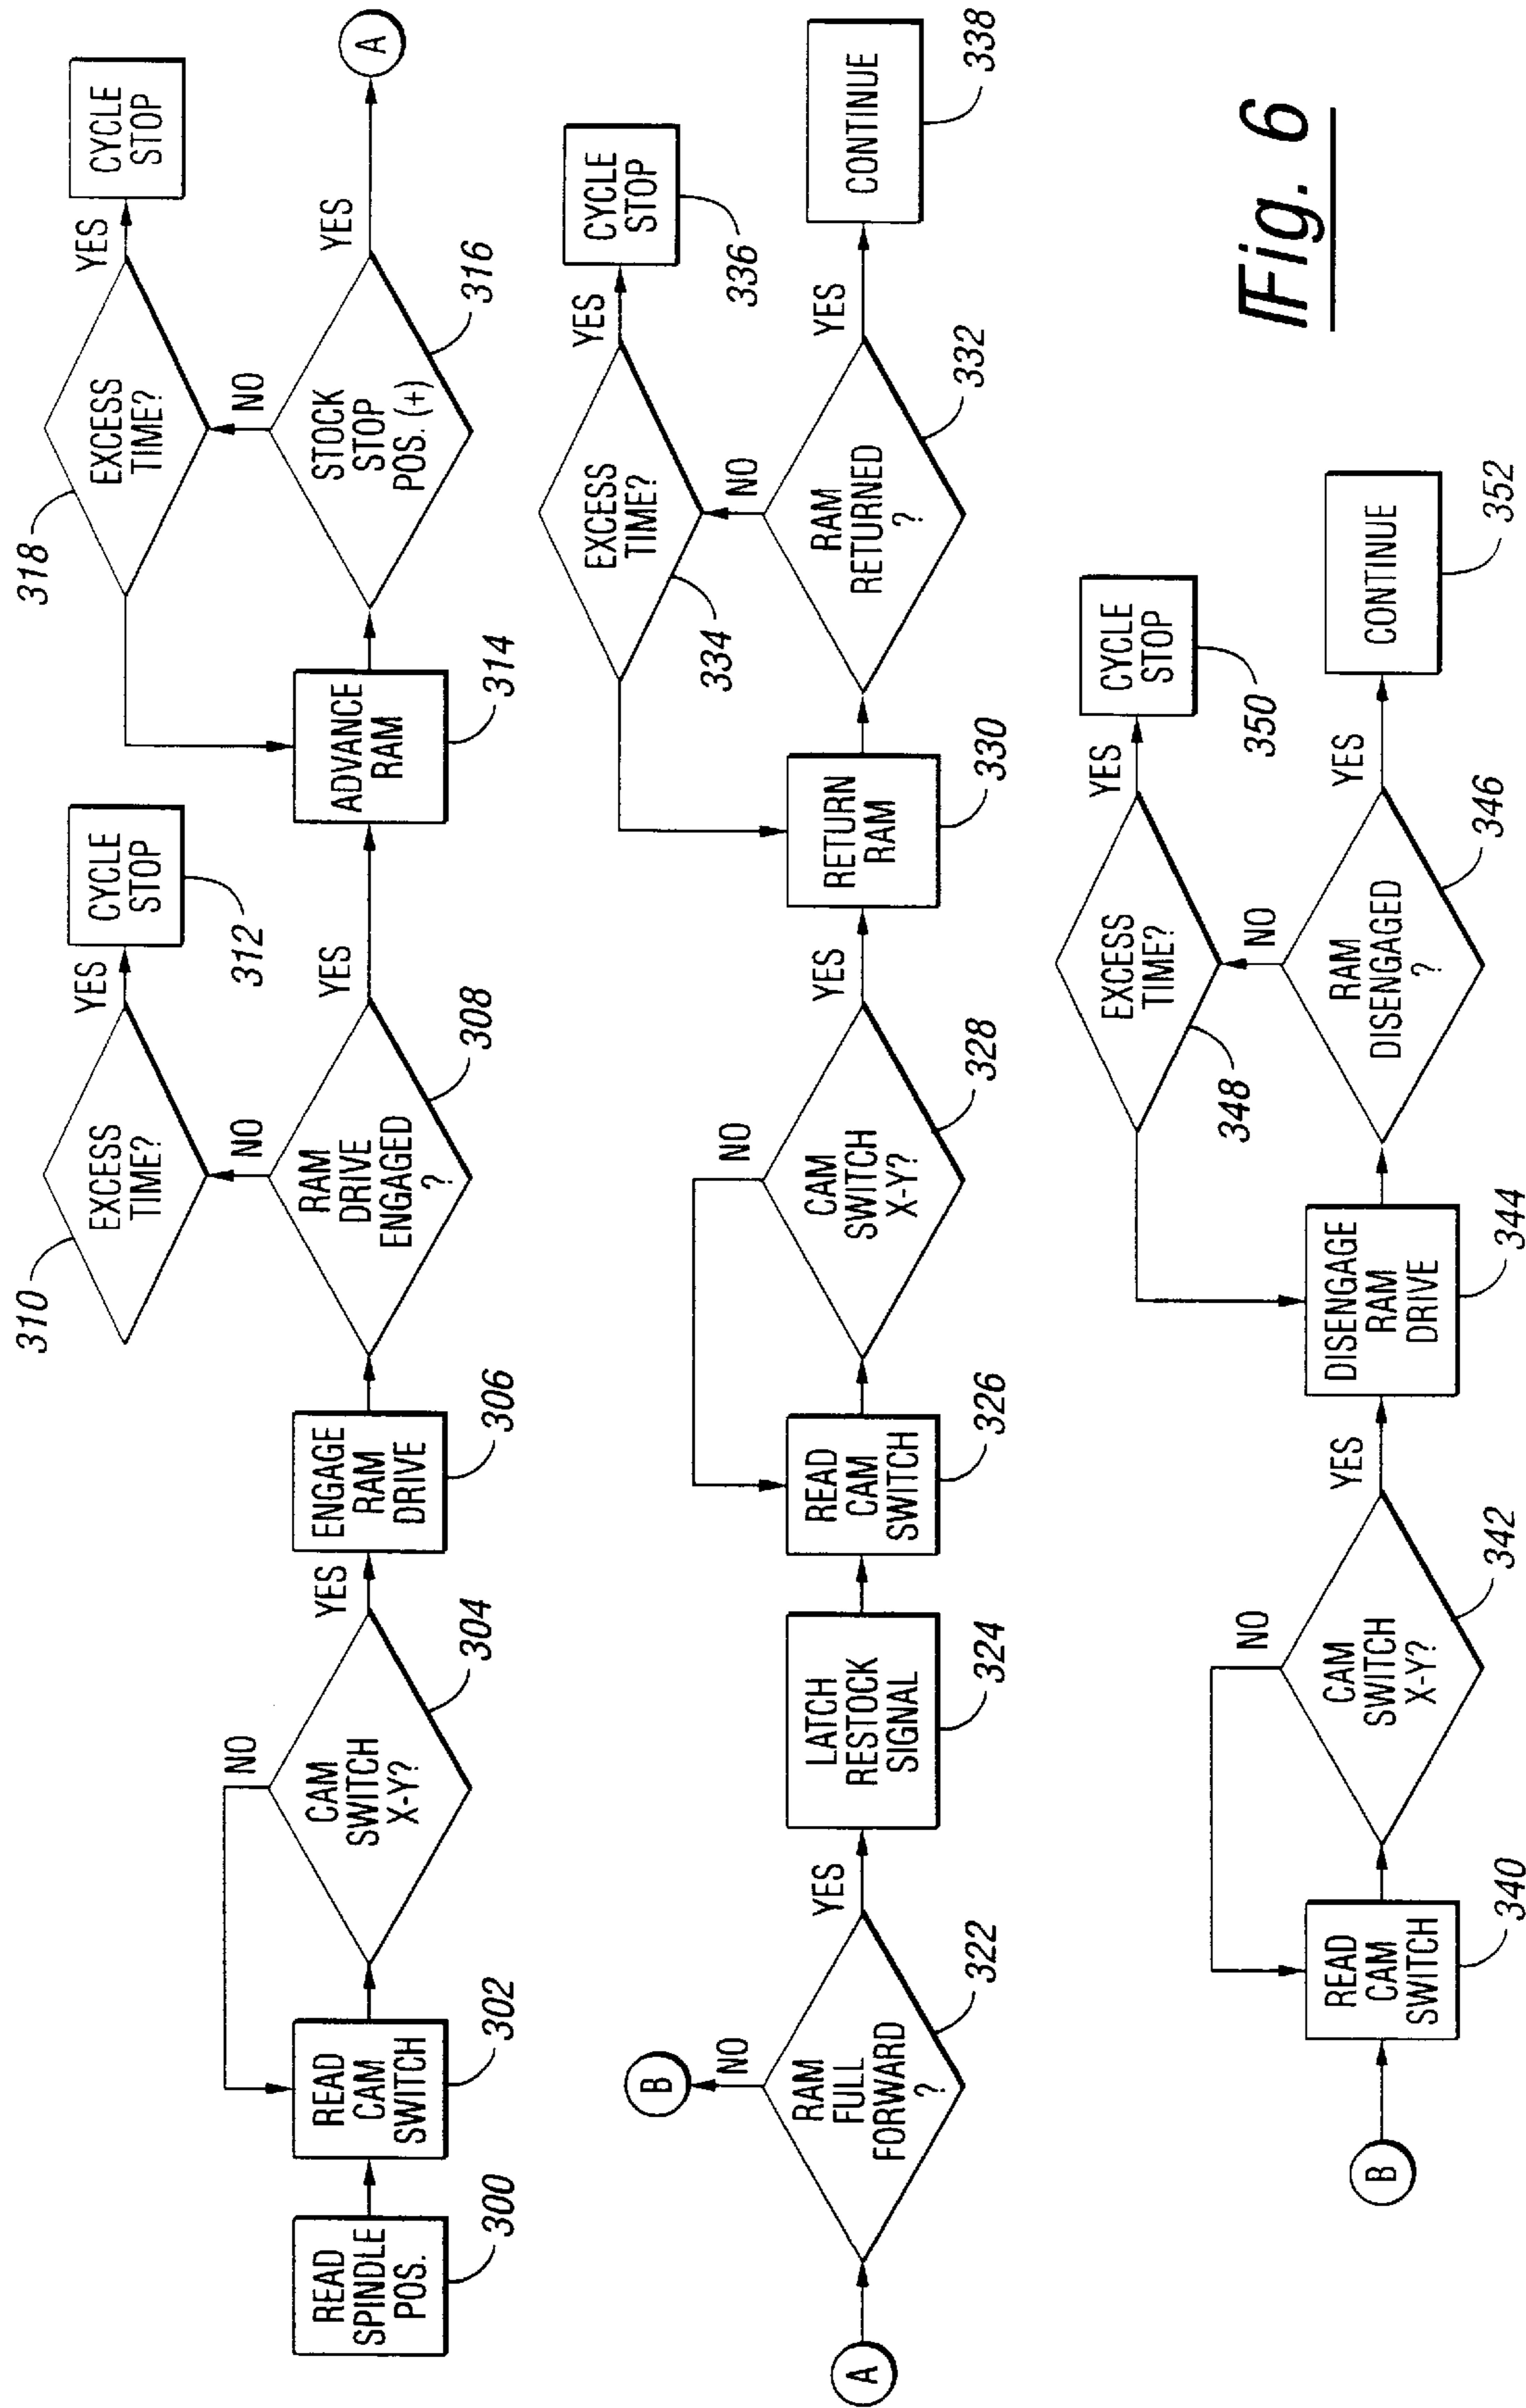 READ
SPINDLE
POS.
300
READ
CAM
SWITCH
302
CAM
SWITCH
X-Y?
304
NO
YES
ENGAGE
RAM
DRIVE
306
RAM
DRIVE
ENGAGED
?
308
NO
EXCESS
TIME?
310
YES
CYCLE
STOP
312
YES
ADVANCE
RAM
314
STOCK
STOP
POS. (+)
316
NO
EXCESS
TIME?
318
YES
CYCLE
STOP
YES
A
A
RAM
FULL
FORWARD
?
322
NO
B
YES
LATCH
RESTOCK
SIGNAL
324
READ
CAM
SWITCH
326
CAM
SWITCH
X-Y?
328
NO
YES
RETURN
RAM
330
RAM
RETURNED
?
332
NO
EXCESS
TIME?
334
YES
CYCLE
STOP
336
YES
CONTINUE
338
B
READ
CAM
SWITCH
340
CAM
SWITCH
X-Y?
342
NO
YES
DISENGAGE
RAM
DRIVE
344
RAM
DISENGAGED
?
346
NO
EXCESS
TIME?
348
YES
CYCLE
STOP
350
YES
CONTINUE
352
Fig. 6